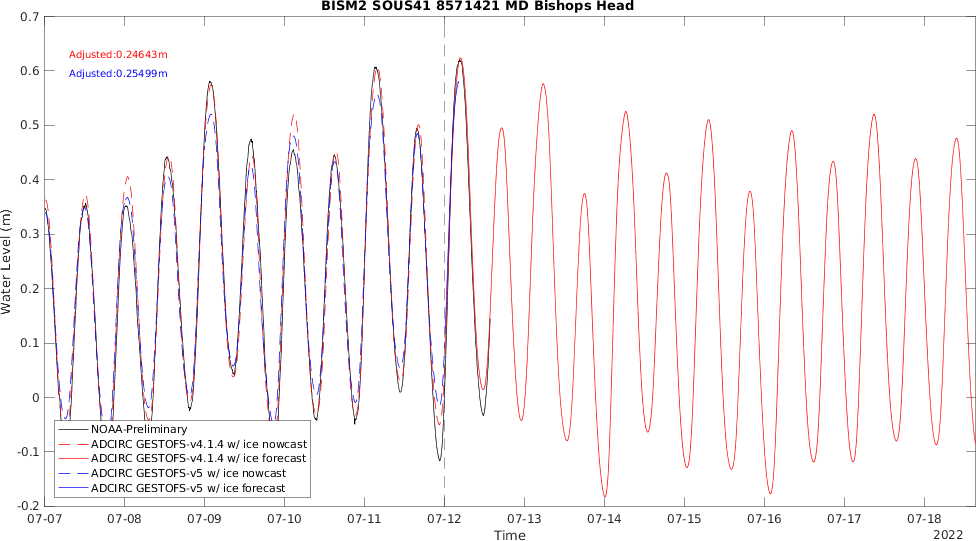 BISM2 SOUS41 8571421 MD Bishops Head
0.7
Adjusted:0.24643m
0.6
Adjusted:0.25499m
0.5
0.4
0.3
Water Level (m)
0.2
0.1
0
NOAA-Preliminary
ADCIRC GESTOFS-v4.1.4 w/ ice nowcast
-0.1
ADCIRC GESTOFS-v4.1.4 w/ ice forecast
ADCIRC GESTOFS-v5 w/ ice nowcast
ADCIRC GESTOFS-v5 w/ ice forecast
-0.2
07-07 07-08 07-09 07-10 07-11 07-12 07-13 07-14 07-15 07-16 07-17 07-18
Time
2022